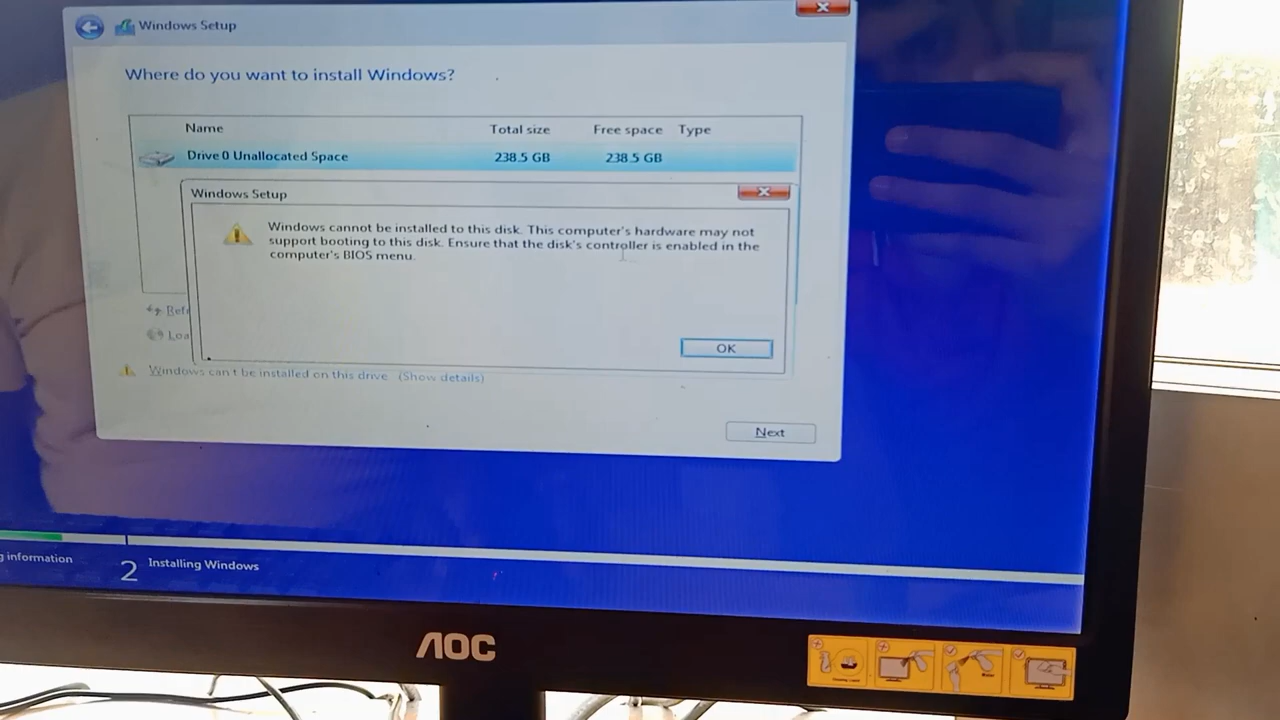 Windows Setup
Where do you want to install Windows?
Name Total size Free space Type
Drive 0 Unallocated Space 238.5 GB 238.5 GB
Windows Setup
Windows cannot be installed to this disk. This computer's hardware may not
support booting to this disk. Ensure that the disk's controller is enabled in the
computer's BIOS menu.
OK
Refr
Loa
Windows can't be installed on this drive. (Show details)
Next
g information
2 Installing Windows
AOC